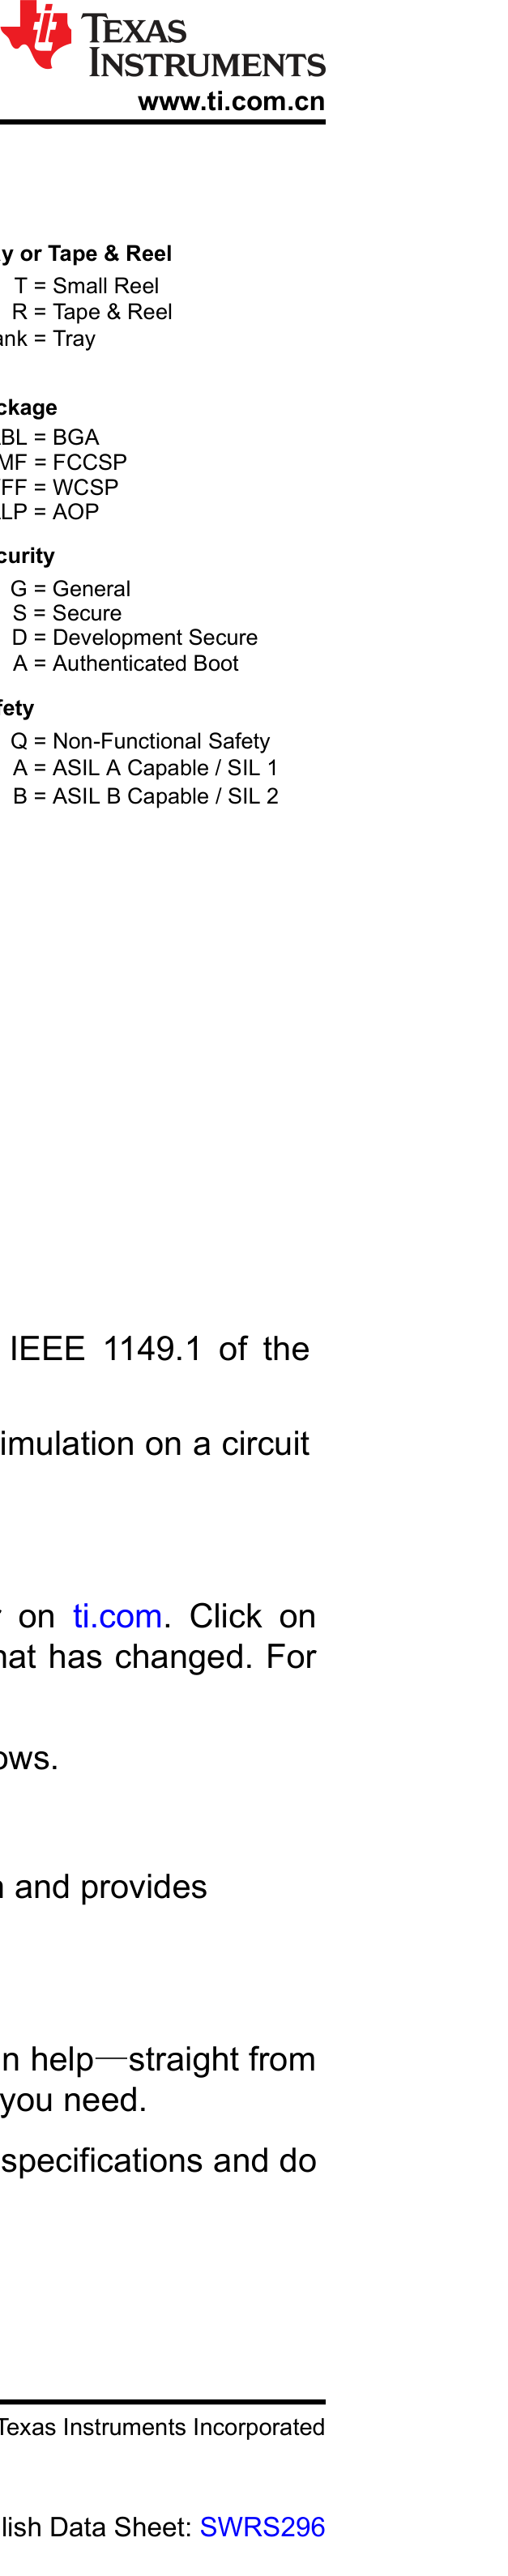 TEXAS
INSTRUMENTS
www.ti.com.cn
y or Tape & Reel
T = Small Reel
R = Tape & Reel
ank = Tray
ckage
BL = BGA
MF = FCCSP
FF = WCSP
LP = AOP
curity
G = General
S = Secure
D = Development Secure
A = Authenticated Boot
fety
Q = Non-Functional Safety
A = ASIL A Capable / SIL 1
B = ASIL B Capable / SIL 2
IEEE 1149.1 of the
imulation on a circuit
on ti.com. Click on
hat has changed. For
ows.
and provides
n help—straight from
you need.
specifications and do
Texas Instruments Incorporated
lish Data Sheet: SWRS296